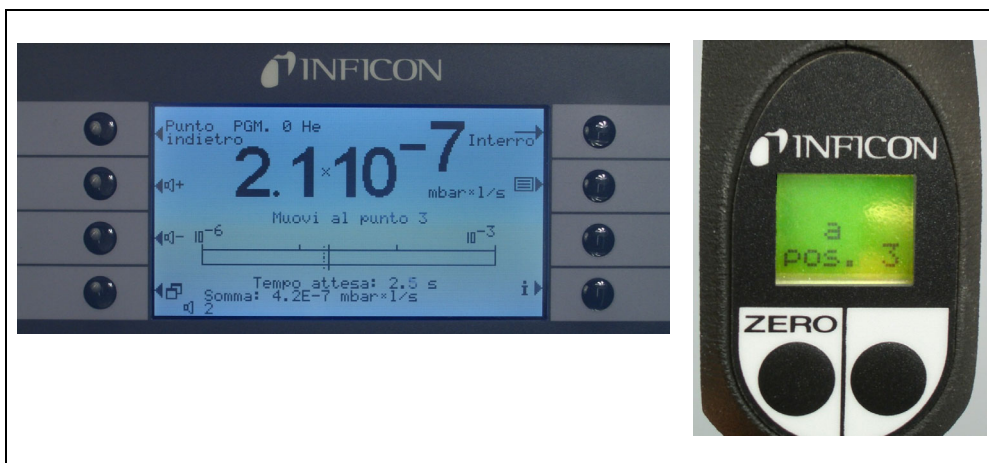 INFICON
Punto PGM. 0 He
indietro
Interro
2.1×10⁻⁷
mbar×l/s
+
Muovi al punto 3
-
10⁻⁶ 10⁻³
Tempo attesa: 2.5 s
Somma: 4.2E-7 mbar×l/s
i
2
INFICON
a
pos. 3
ZERO